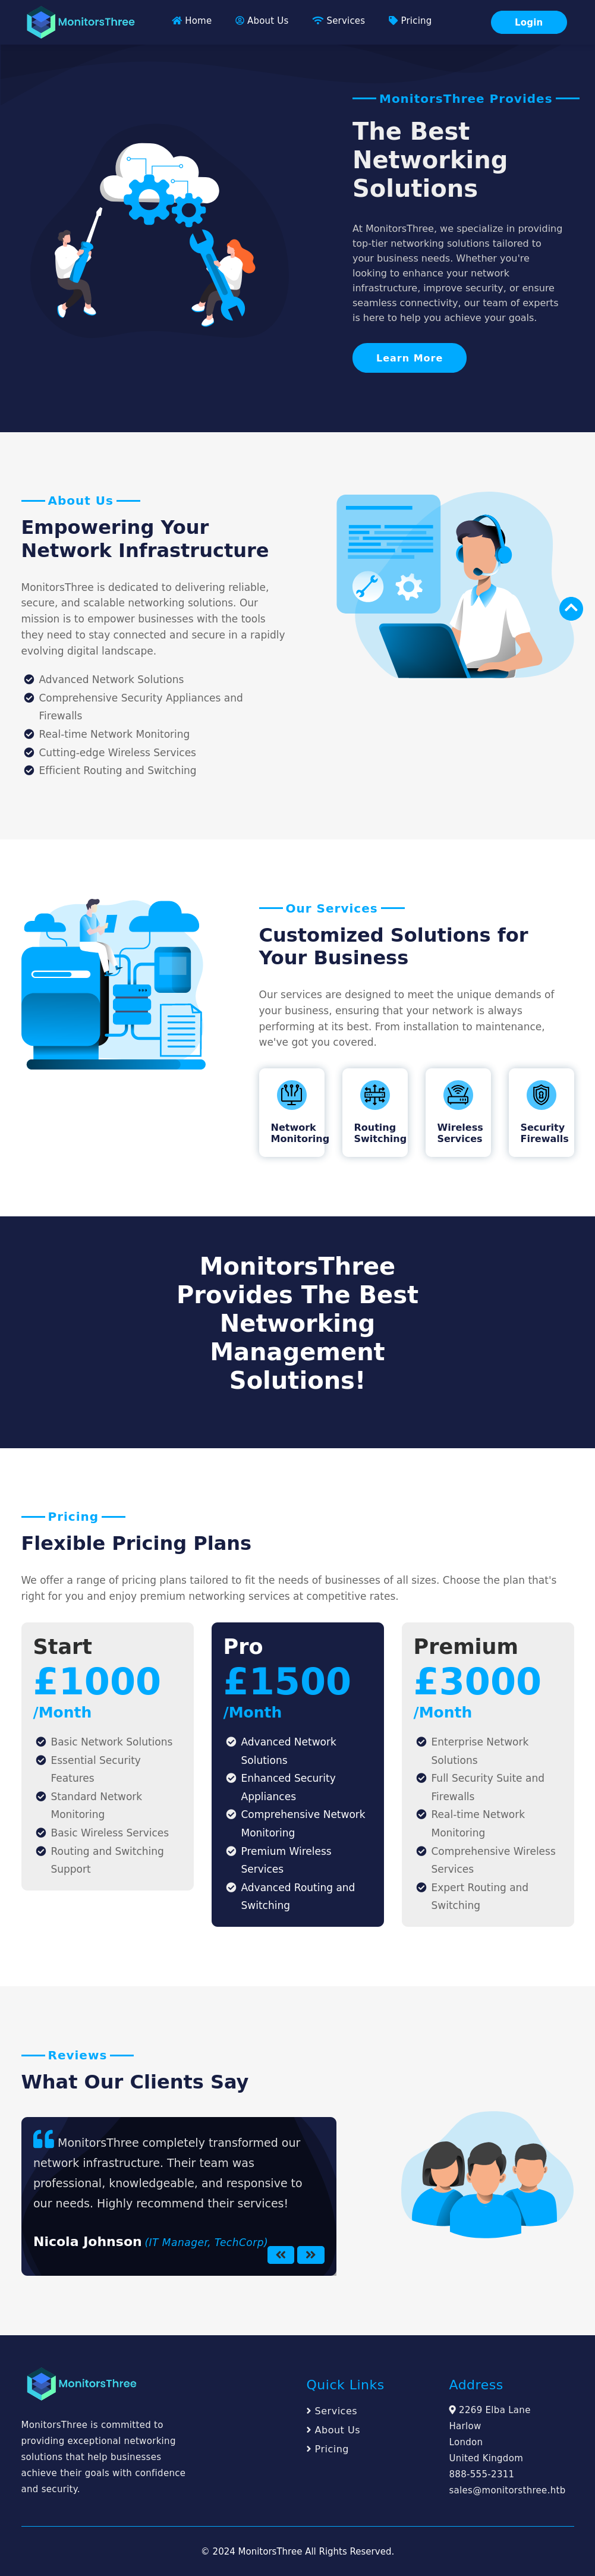 MonitorsThree
Home
About Us
Services
Pricing
Login
MonitorsThree Provides
The Best
Networking
Solutions
At MonitorsThree, we specialize in providing
top-tier networking solutions tailored to
your business needs. Whether you're
looking to enhance your network
infrastructure, improve security, or ensure
seamless connectivity, our team of experts
is here to help you achieve your goals.
Learn More
About Us
Empowering Your
Network Infrastructure
MonitorsThree is dedicated to delivering reliable,
secure, and scalable networking solutions. Our
mission is to empower businesses with the tools
they need to stay connected and secure in a rapidly
evolving digital landscape.
Advanced Network Solutions
Comprehensive Security Appliances and
Firewalls
Real-time Network Monitoring
Cutting-edge Wireless Services
Efficient Routing and Switching
Our Services
Customized Solutions for
Your Business
Our services are designed to meet the unique demands of
your business, ensuring that your network is always
performing at its best. From installation to maintenance,
we've got you covered.
Network
Monitoring
Routing
Switching
Wireless
Services
Security
Firewalls
MonitorsThree
Provides The Best
Networking
Management
Solutions!
Pricing
Flexible Pricing Plans
We offer a range of pricing plans tailored to fit the needs of businesses of all sizes. Choose the plan that's
right for you and enjoy premium networking services at competitive rates.
Start
£1000
/Month
Basic Network Solutions
Essential Security
Features
Standard Network
Monitoring
Basic Wireless Services
Routing and Switching
Support
Pro
£1500
/Month
Advanced Network
Solutions
Enhanced Security
Appliances
Comprehensive Network
Monitoring
Premium Wireless
Services
Advanced Routing and
Switching
Premium
£3000
/Month
Enterprise Network
Solutions
Full Security Suite and
Firewalls
Real-time Network
Monitoring
Comprehensive Wireless
Services
Expert Routing and
Switching
Reviews
What Our Clients Say
MonitorsThree completely transformed our
network infrastructure. Their team was
professional, knowledgeable, and responsive to
our needs. Highly recommend their services!
Nicola Johnson (IT Manager, TechCorp)
MonitorsThree
MonitorsThree is committed to
providing exceptional networking
solutions that help businesses
achieve their goals with confidence
and security.
Quick Links
Services
About Us
Pricing
Address
2269 Elba Lane
Harlow
London
United Kingdom
888-555-2311
sales@monitorsthree.htb
© 2024 MonitorsThree All Rights Reserved.